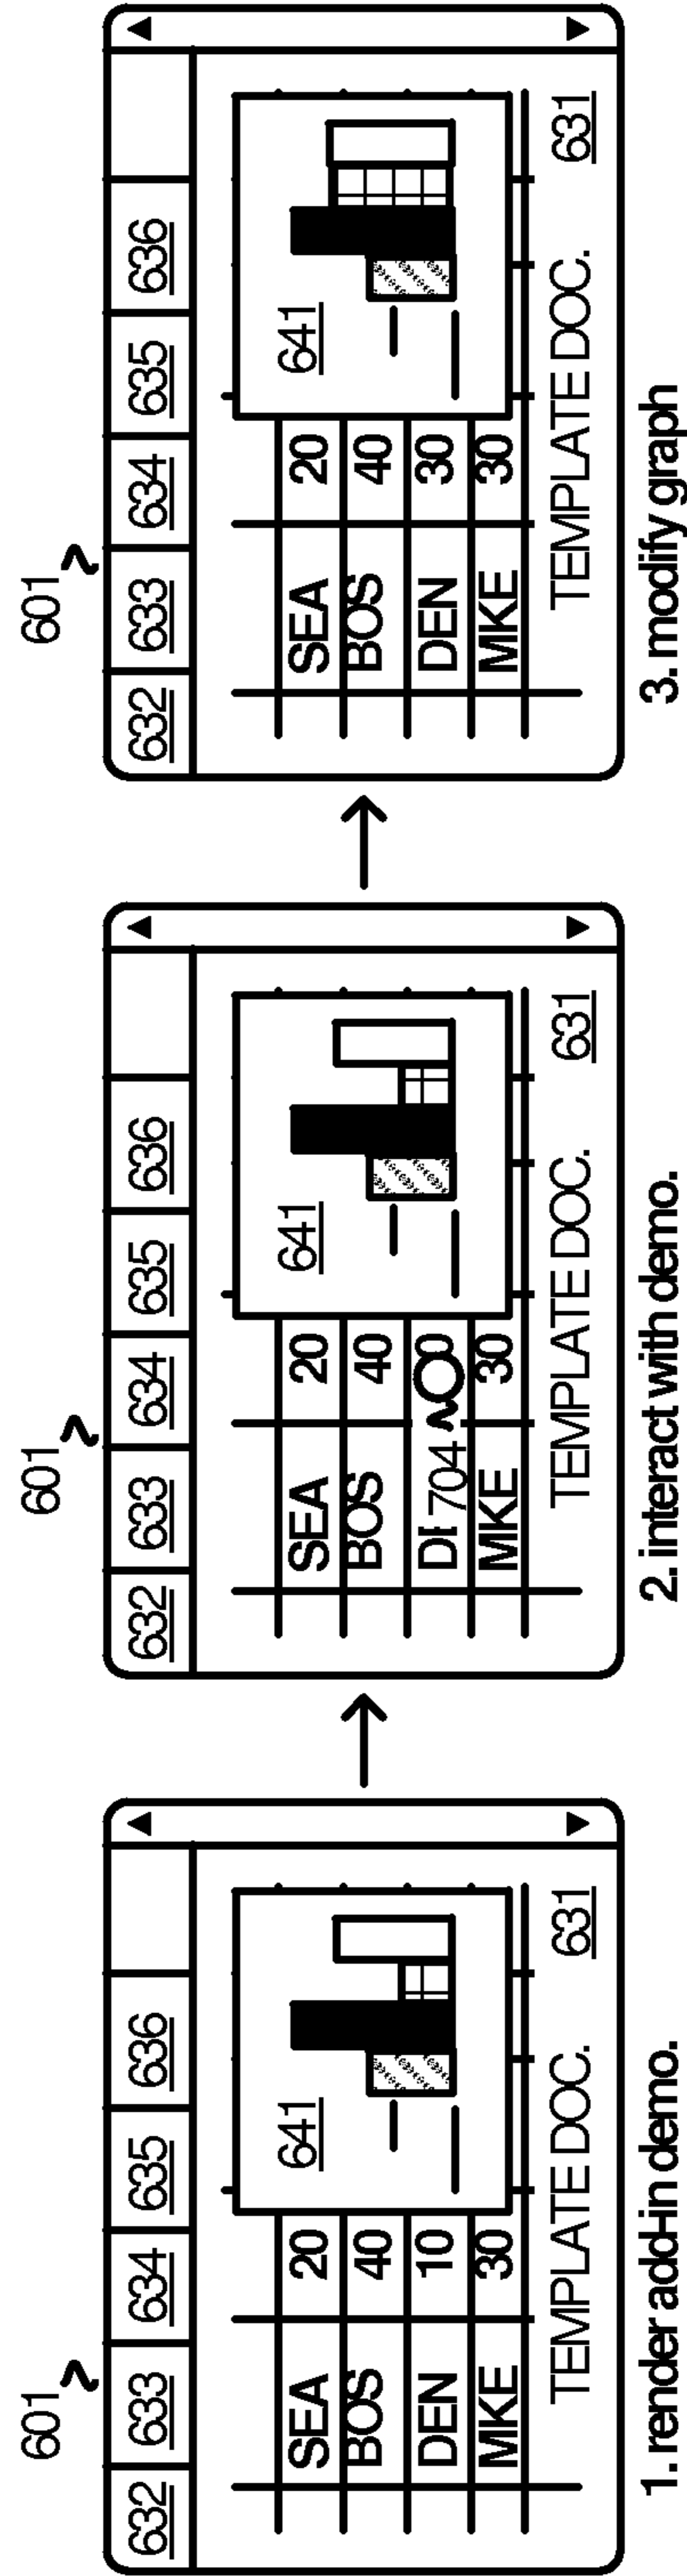 601
632 633 634 635 636
641
SEA 20
BOS 40
DEN 10
MKE 30
TEMPLATE DOC. 631
1. render add-in demo.
601
632 633 634 635 636
641
SEA 20
BOS 40
704
MKE 30
TEMPLATE DOC. 631
2. interact with demo.
601
632 633 634 635 636
641
SEA 20
BOS 40
DEN 30
MKE 30
TEMPLATE DOC. 631
3. modify graph